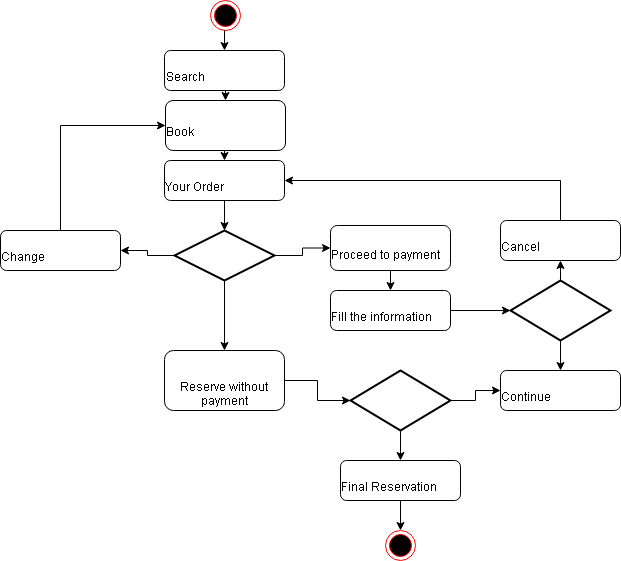 Search
Book
Your Order
Change
Proceed to payment
Cancel
Fill the information
Reserve without
payment
Continue
Final Reservation